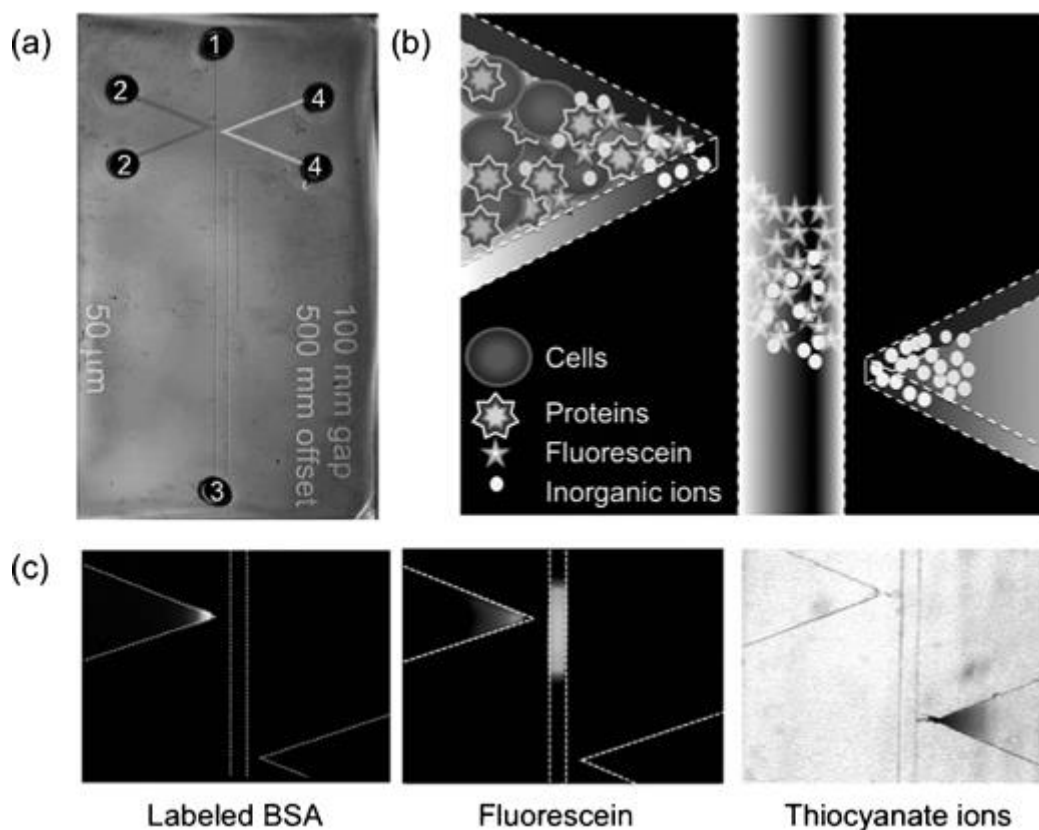 (a)
1
2
4
2
4
3
50 µm
500 mm offset
100 mm gap
(b)
Cells
Proteins
Fluorescein
Inorganic ions
(c)
Labeled BSA
Fluorescein
Thiocyanate ions